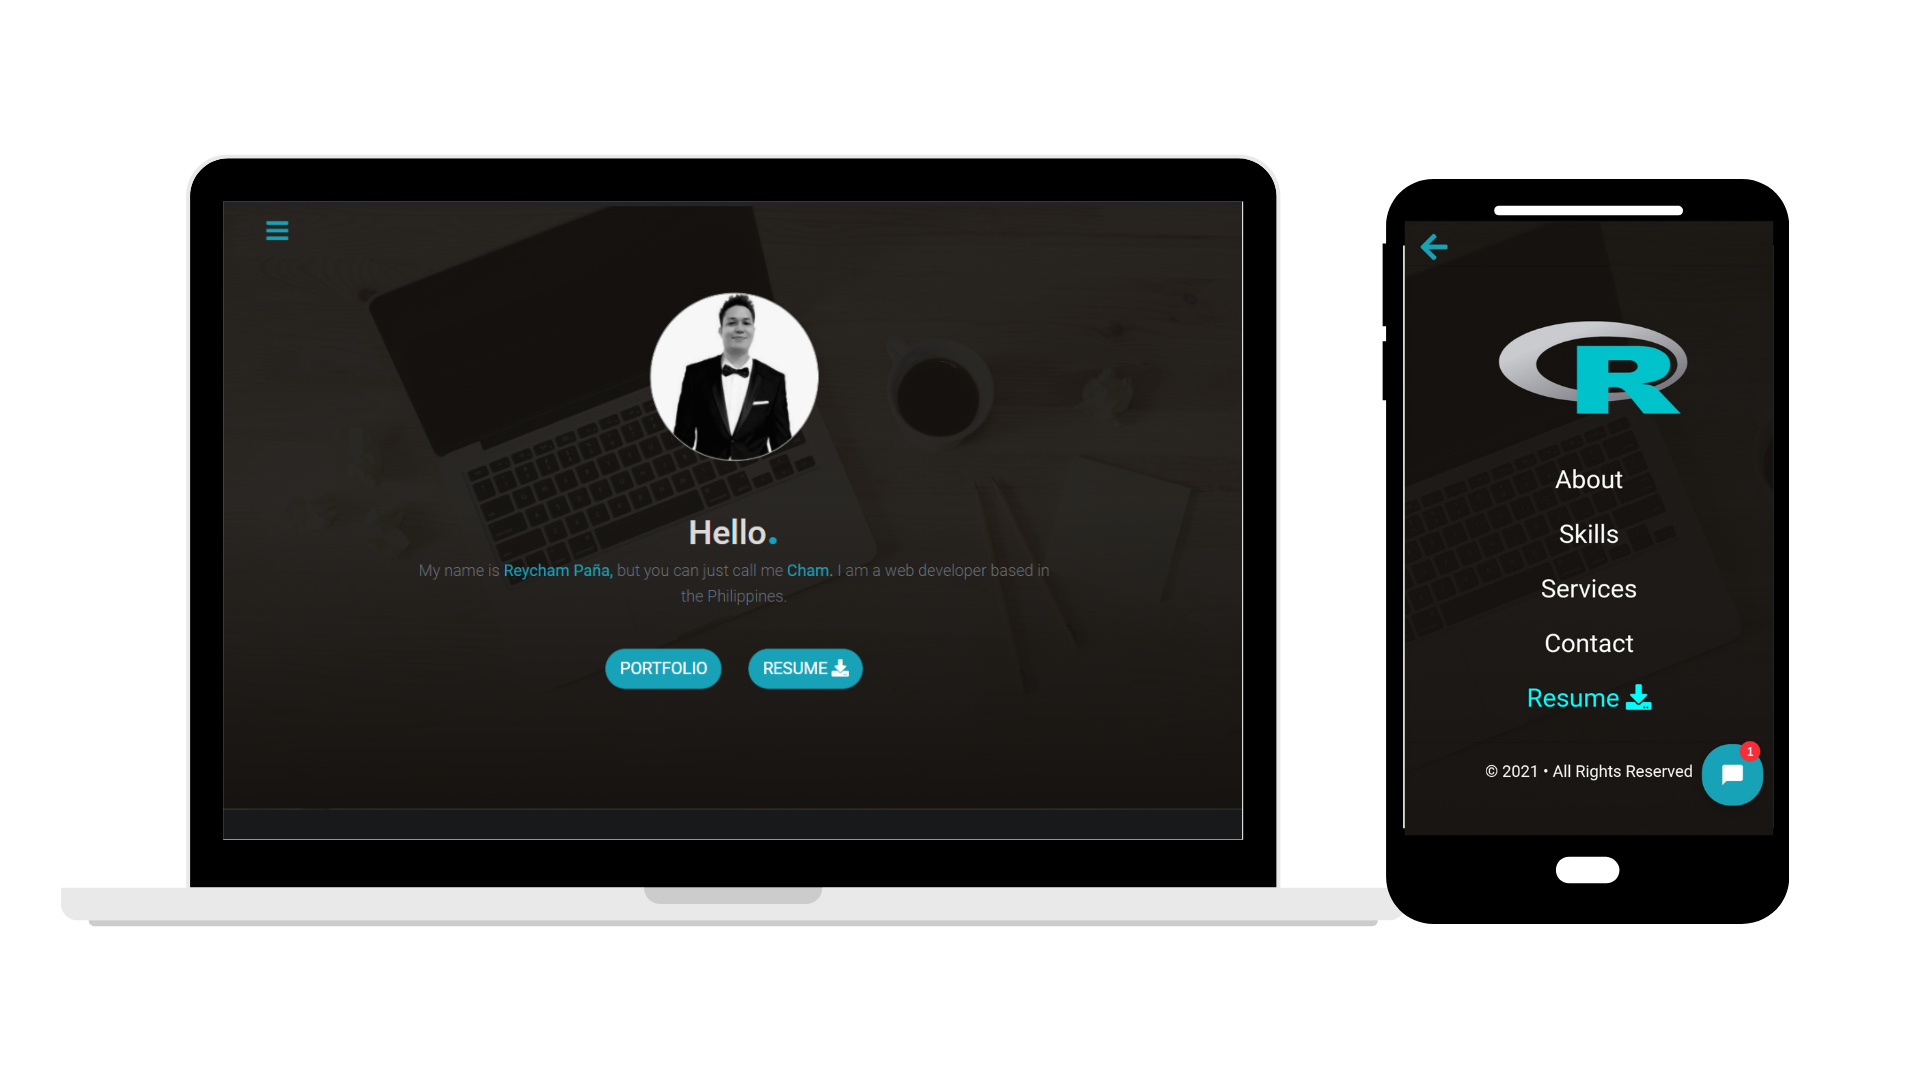 Hello.
My name is Reycham Paña, but you can just call me Cham. I am a web developer based in
the Philippines.
PORTFOLIO
RESUME
R
About
Skills
Services
Contact
Resume
1
© 2021 • All Rights Reserved